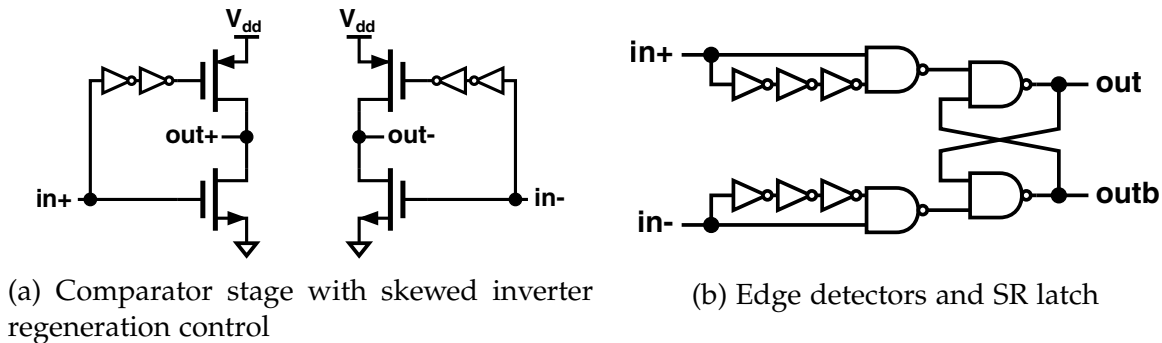 Vdd
Vdd
out+
out-
in+
in-
(a) Comparator stage with skewed inverter
regeneration control
in+
out
in-
outb
(b) Edge detectors and SR latch